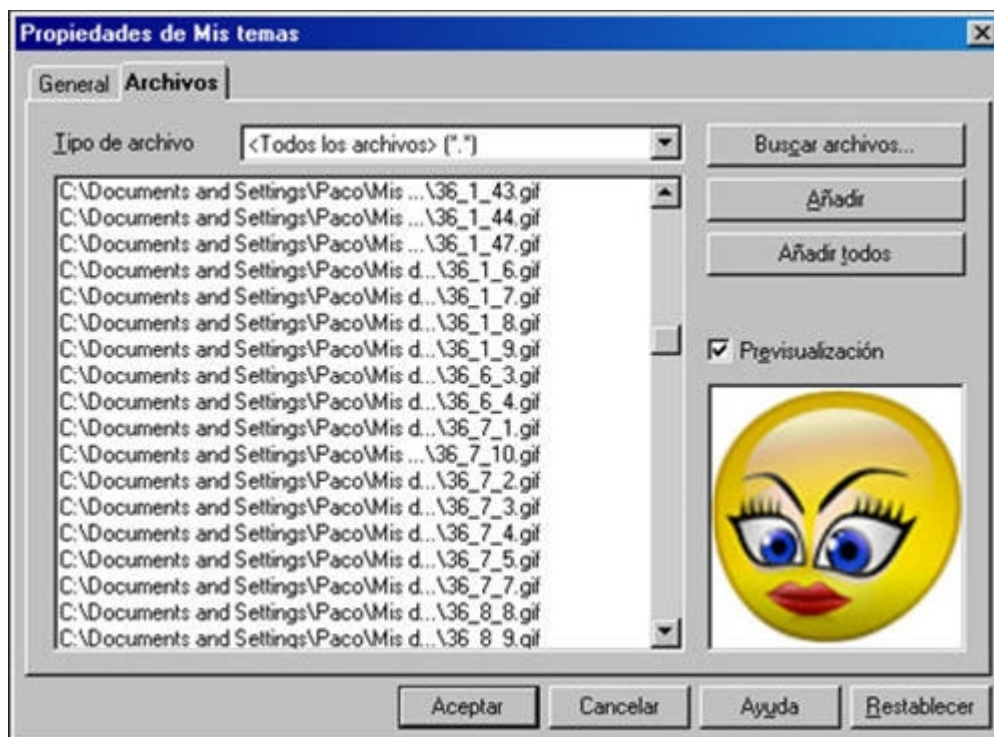 Propiedades de Mis temas
General Archivos
Tipo de archivo <Todos los archivos> (*.*)
Buscar archivos...
Añadir
Añadir todos
Previsualización
C:\Documents and Settings\Paco\Mis ...\36_1_43.gif
C:\Documents and Settings\Paco\Mis ...\36_1_44.gif
C:\Documents and Settings\Paco\Mis ...\36_1_47.gif
C:\Documents and Settings\Paco\Mis d...\36_1_6.gif
C:\Documents and Settings\Paco\Mis d...\36_1_7.gif
C:\Documents and Settings\Paco\Mis d...\36_1_8.gif
C:\Documents and Settings\Paco\Mis d...\36_1_9.gif
C:\Documents and Settings\Paco\Mis d...\36_6_3.gif
C:\Documents and Settings\Paco\Mis d...\36_6_4.gif
C:\Documents and Settings\Paco\Mis d...\36_7_1.gif
C:\Documents and Settings\Paco\Mis ...\36_7_10.gif
C:\Documents and Settings\Paco\Mis d...\36_7_2.gif
C:\Documents and Settings\Paco\Mis d...\36_7_3.gif
C:\Documents and Settings\Paco\Mis d...\36_7_4.gif
C:\Documents and Settings\Paco\Mis d...\36_7_5.gif
C:\Documents and Settings\Paco\Mis d...\36_7_7.gif
C:\Documents and Settings\Paco\Mis d...\36_8_8.gif
C:\Documents and Settings\Paco\Mis d...\36_8_9.gif
Aceptar Cancelar Ayuda Restablecer